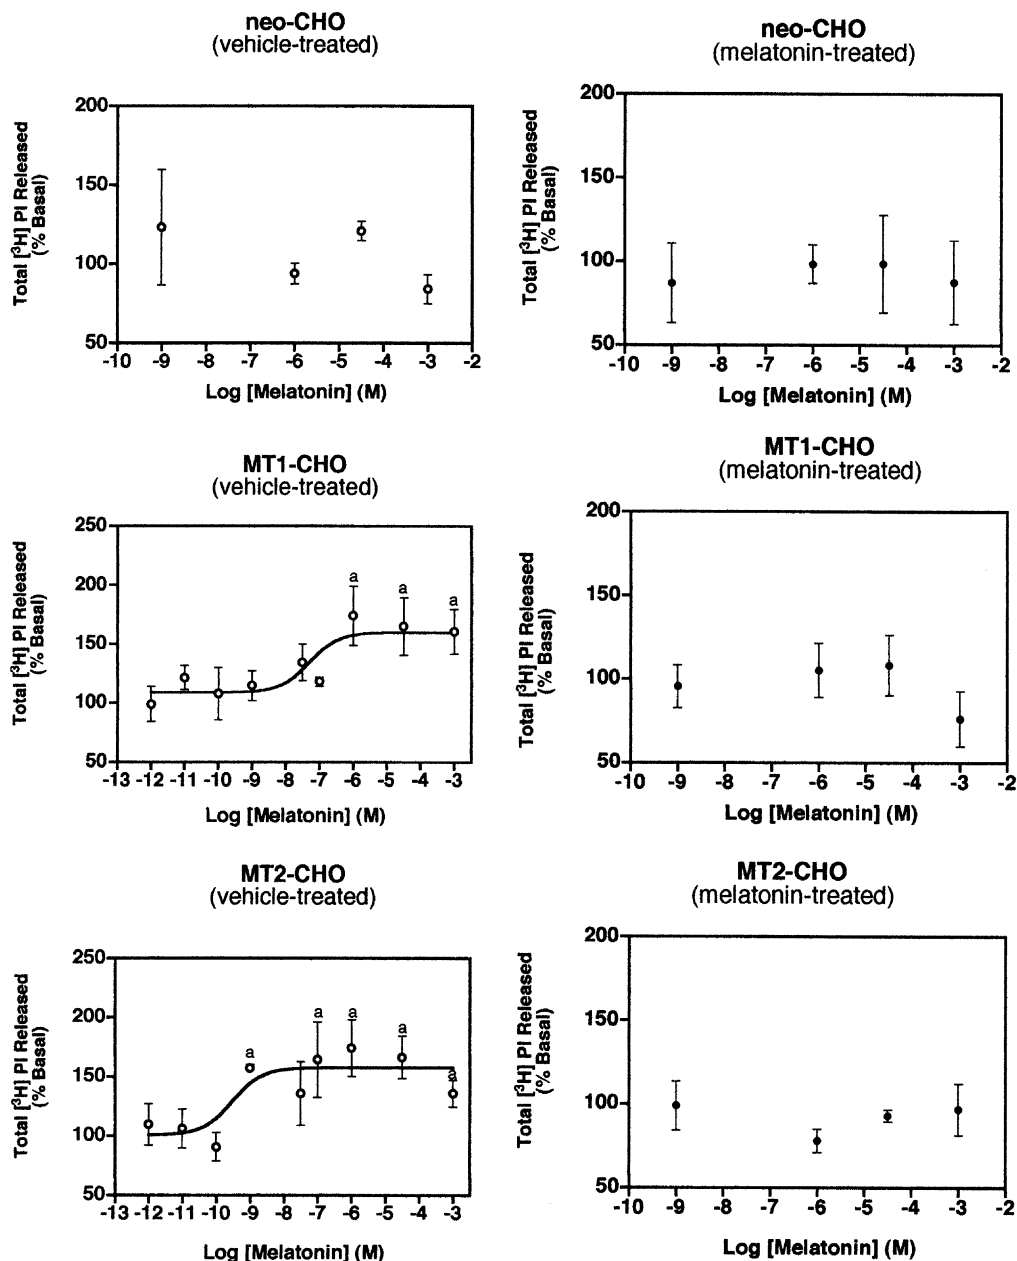 neo-CHO
(vehicle-treated)
Total [³H] PI Released
(% Basal)
200
150
100
50
-10 -9 -8 -7 -6 -5 -4 -3 -2
Log [Melatonin] (M)
neo-CHO
(melatonin-treated)
Total [³H] PI Released
(% Basal)
200
150
100
50
-10 -9 -8 -7 -6 -5 -4 -3 -2
Log [Melatonin] (M)
MT1-CHO
(vehicle-treated)
Total [³H] PI Released
(% Basal)
250
200
150
100
50
a a a
-13 -12 -11 -10 -9 -8 -7 -6 -5 -4 -3
Log [Melatonin] (M)
MT1-CHO
(melatonin-treated)
Total [³H] PI Released
(% Basal)
200
150
100
50
-10 -9 -8 -7 -6 -5 -4 -3 -2
Log [Melatonin] (M)
MT2-CHO
(vehicle-treated)
Total [³H] PI Released
(% Basal)
250
200
150
100
50
a a a a a
-13 -12 -11 -10 -9 -8 -7 -6 -5 -4 -3
Log [Melatonin] (M)
MT2-CHO
(melatonin-treated)
Total [³H] PI Released
(% Basal)
200
150
100
50
-10 -9 -8 -7 -6 -5 -4 -3 -2
Log [Melatonin] (M)